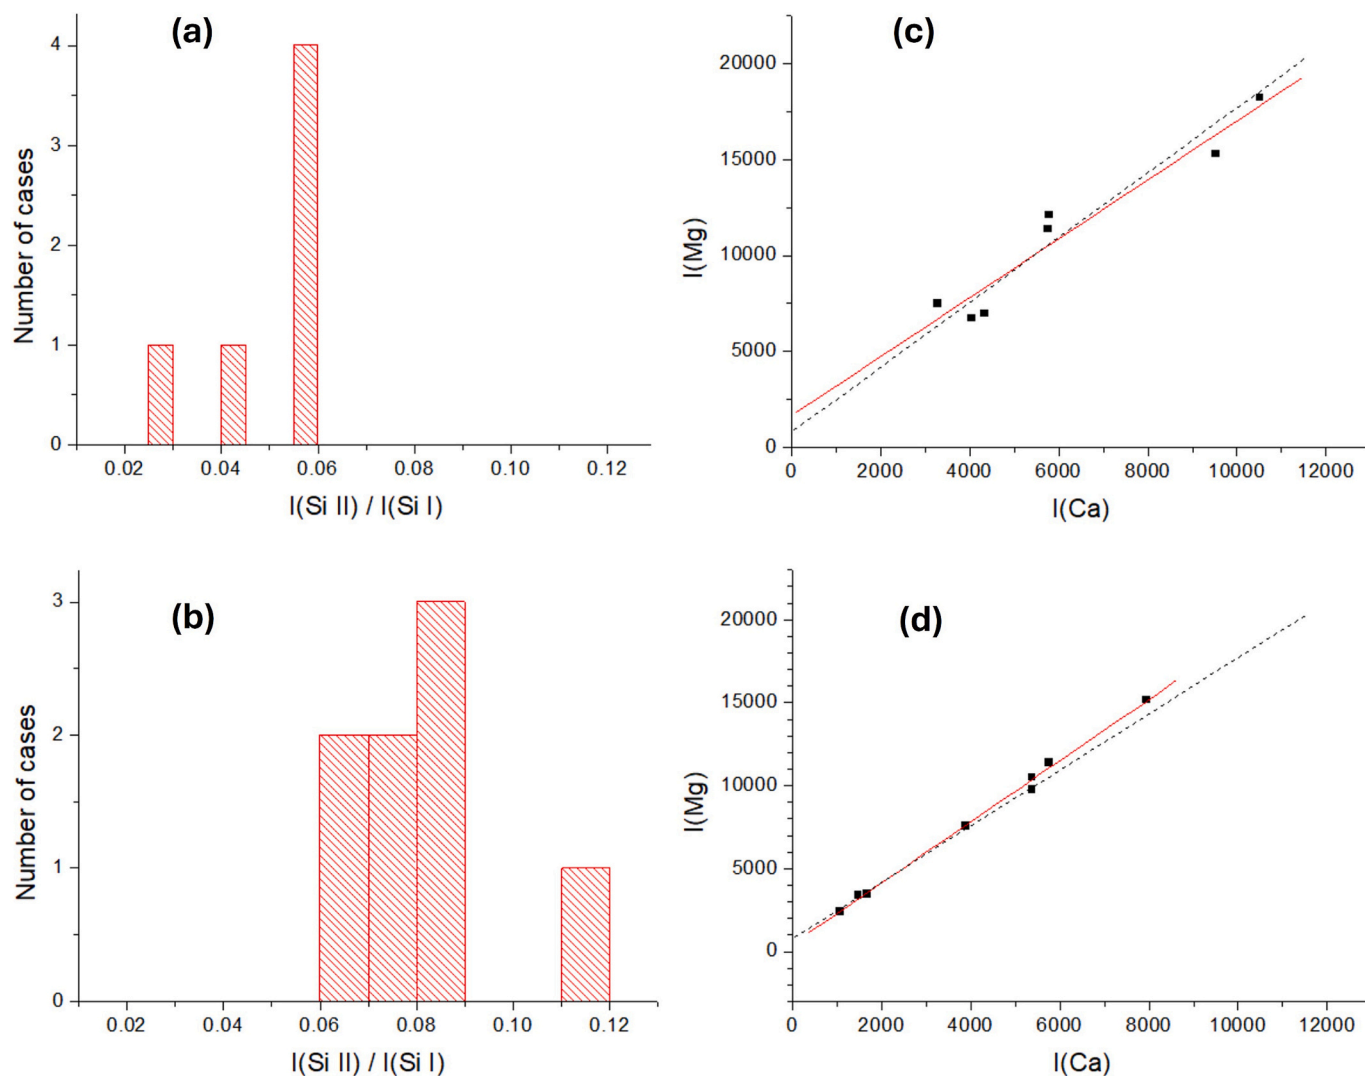 (a)
4
3
2
1
0
Number of cases
0.02 0.04 0.06 0.08 0.10 0.12
I(Si II) / I(Si I)
(c)
20000
15000
10000
5000
0
I(Mg)
0 2000 4000 6000 8000 10000 12000
I(Ca)
(b)
3
2
1
0
Number of cases
0.02 0.04 0.06 0.08 0.10 0.12
I(Si II) / I(Si I)
(d)
20000
15000
10000
5000
0
I(Mg)
0 2000 4000 6000 8000 10000 12000
I(Ca)